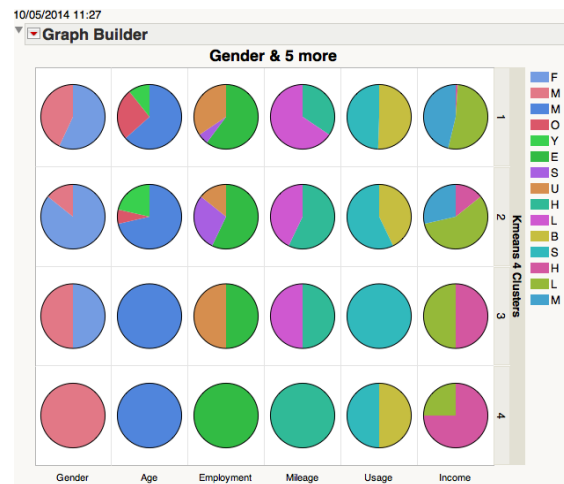 10/05/2014 11:27
Graph Builder
Gender & 5 more
F
M
M
O
Y
E
S
U
H
L
B
S
H
L
M
1
2
3
4
Kmeans 4 Clusters
Gender Age Employment Mileage Usage Income